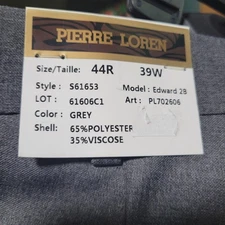 PIERRE LOREN
Size/Taille: 44R 39W
Style : S61653 Model : Edward 2B
LOT : 61606C1 Art : PL702606
Color : GREY
Shell: 65%POLYESTER
35%VISCOSE